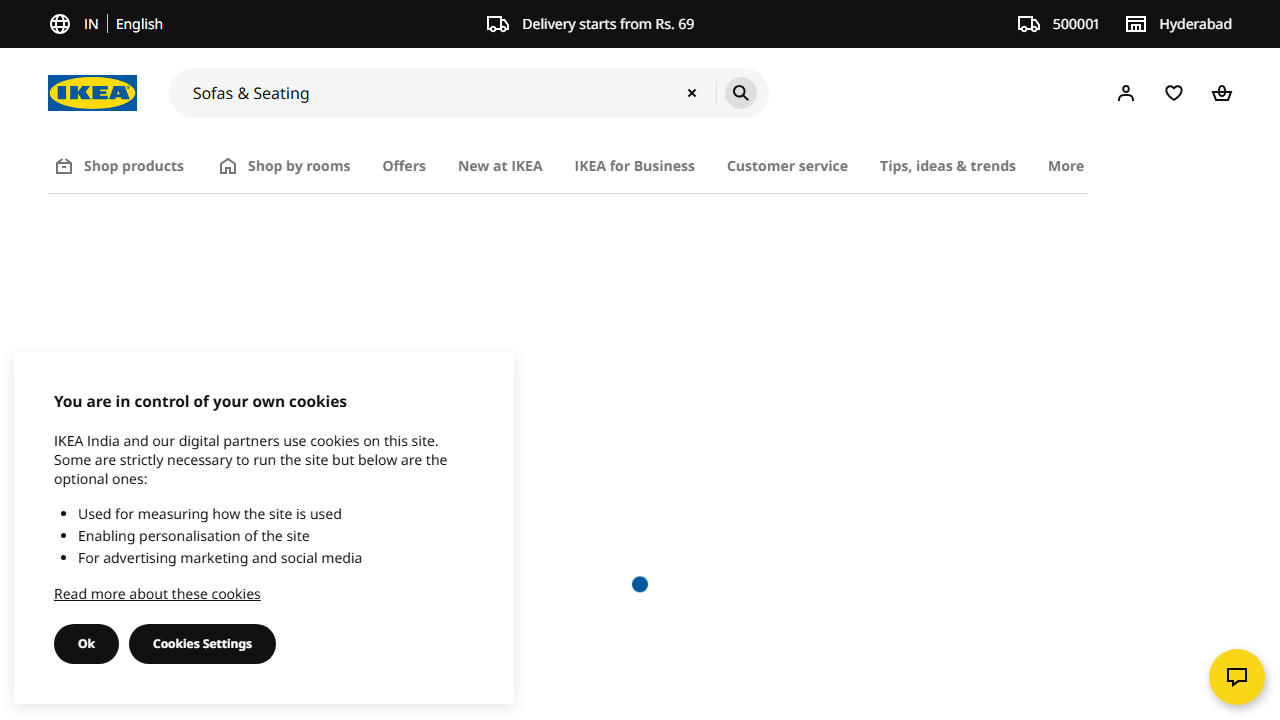 IN English
Delivery starts from Rs. 69
500001
Hyderabad
IKEA
Sofas & Seating
Shop products
Shop by rooms
Offers
New at IKEA
IKEA for Business
Customer service
Tips, ideas & trends
More
You are in control of your own cookies
IKEA India and our digital partners use cookies on this site.
Some are strictly necessary to run the site but below are the
optional ones:
Used for measuring how the site is used
Enabling personalisation of the site
For advertising marketing and social media
Read more about these cookies
Ok
Cookies Settings